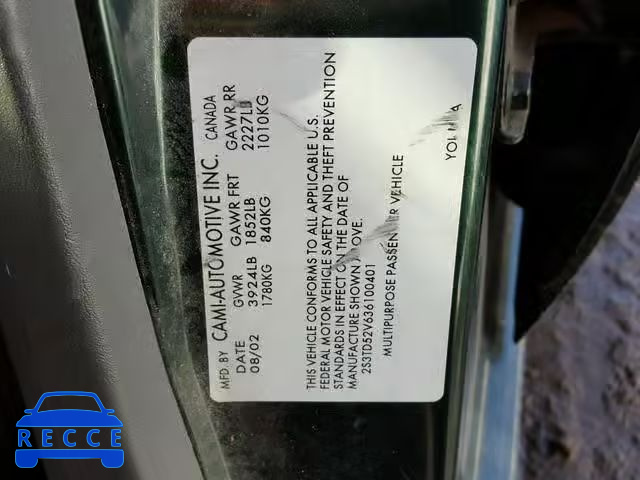 MFD. BY CAMI-AUTOMOTIVE INC. CANADA
DATE GVWR GAWR FRT GAWR RR
08/02 3924LB 1852LB 2227LB
1780KG 840KG 1010KG
THIS VEHICLE CONFORMS TO ALL APPLICABLE U.S.
FEDERAL MOTOR VEHICLE SAFETY AND THEFT PREVENTION
STANDARDS IN EFFECT ON THE DATE OF
MANUFACTURE SHOWN ABOVE.
2S3TD52V636100401
MULTIPURPOSE PASSENGER VEHICLE
RECCE